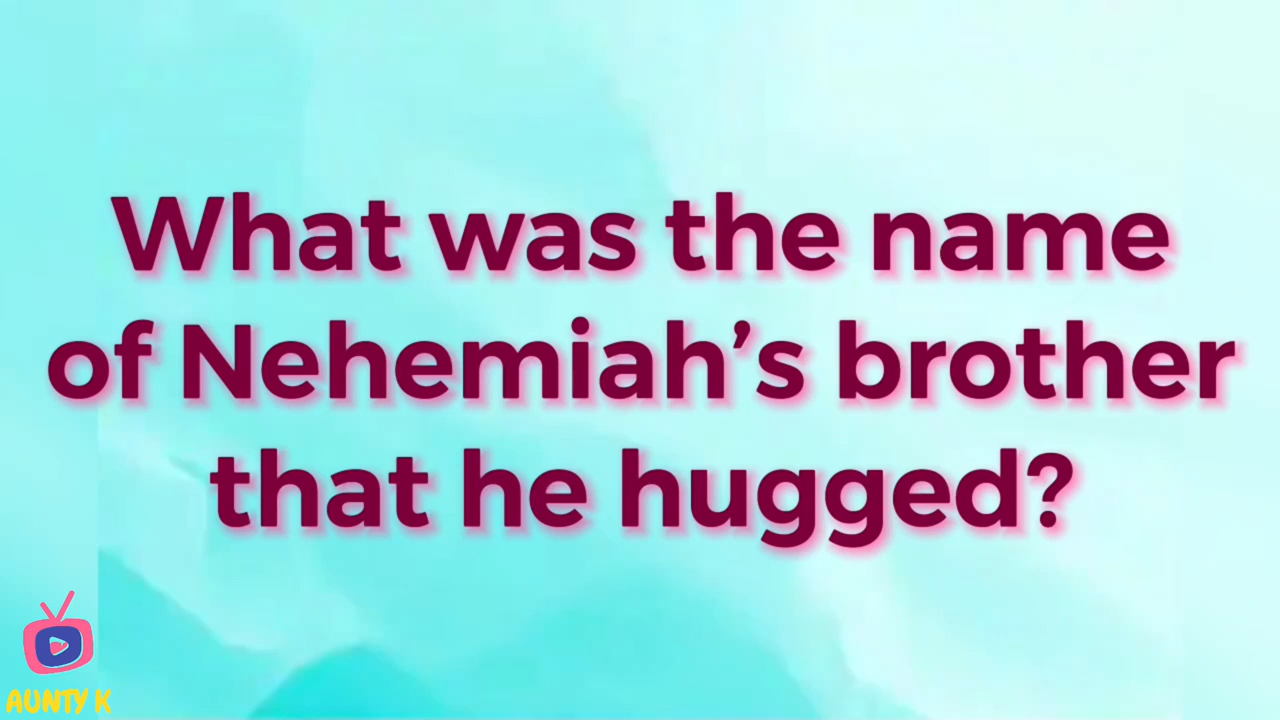 What was the name
of Nehemiah’s brother
that he hugged?
AUNTY K